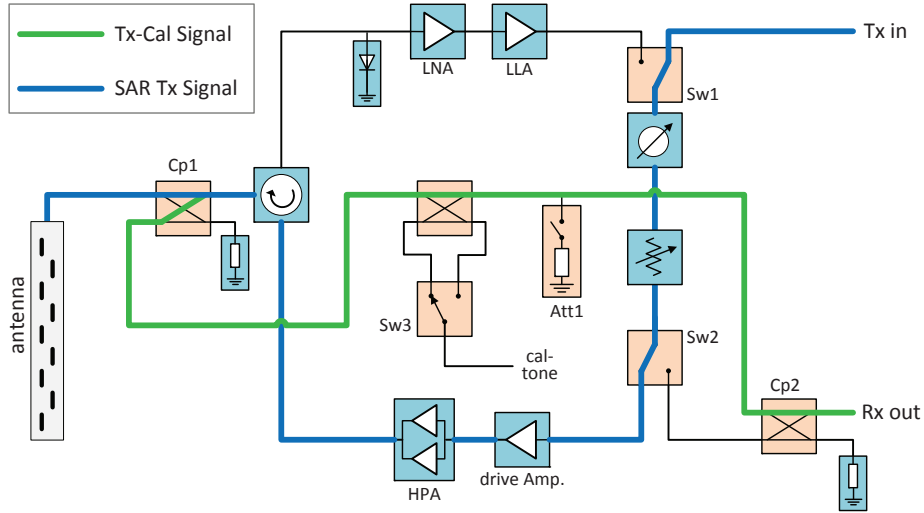 Tx-Cal Signal
SAR Tx Signal
LNA
LLA
Tx in
Sw1
Cp1
antenna
Sw3
Att1
cal-
tone
Sw2
Cp2
Rx out
HPA
drive Amp.